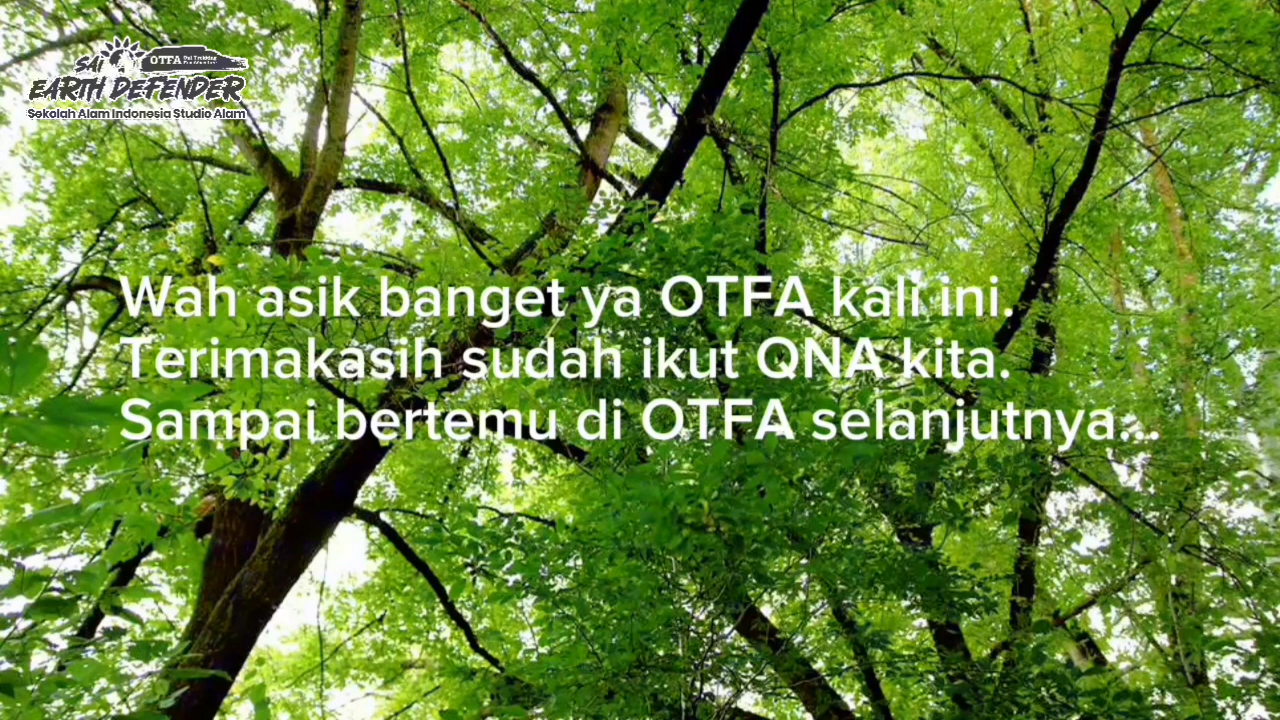 SAI
OTFA
EARTH DEFENDER
Sekolah Alam Indonesia Studio Alam
Wah asik banget ya OTFA kali ini.
Terimakasih sudah ikut QNA kita.
Sampai bertemu di OTFA selanjutnya...